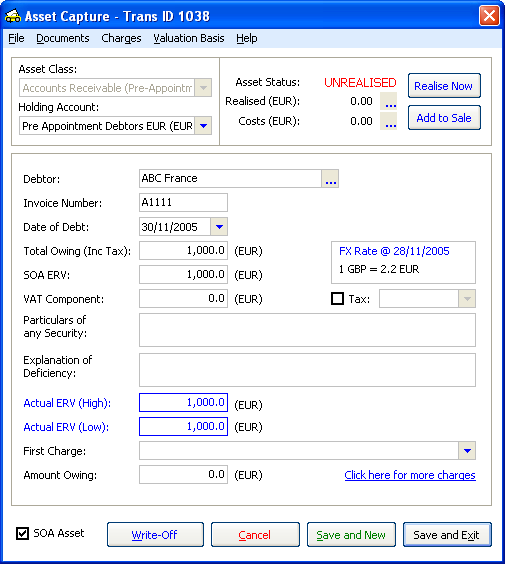 Asset Capture - Trans ID 1038
File Documents Charges Valuation Basis Help
Asset Class:
Accounts Receivable (Pre-Appointm
Holding Account:
Pre Appointment Debtors EUR (EUR
Asset Status: UNREALISED
Realised (EUR): 0.00 ...
Costs (EUR): 0.00 ...
Realise Now
Add to Sale
Debtor: ABC France ...
Invoice Number: A1111
Date of Debt: 30/11/2005
Total Owing (Inc Tax): 1,000.0 (EUR)
SOA ERV: 1,000.0 (EUR)
FX Rate @ 28/11/2005
1 GBP = 2.2 EUR
VAT Component: 0.0 (EUR) Tax:
Particulars of
any Security:
Explanation of
Deficiency:
Actual ERV (High): 1,000.0 (EUR)
Actual ERV (Low): 1,000.0 (EUR)
First Charge:
Amount Owing: 0.0 (EUR) Click here for more charges
SOA Asset Write-Off Cancel Save and New Save and Exit